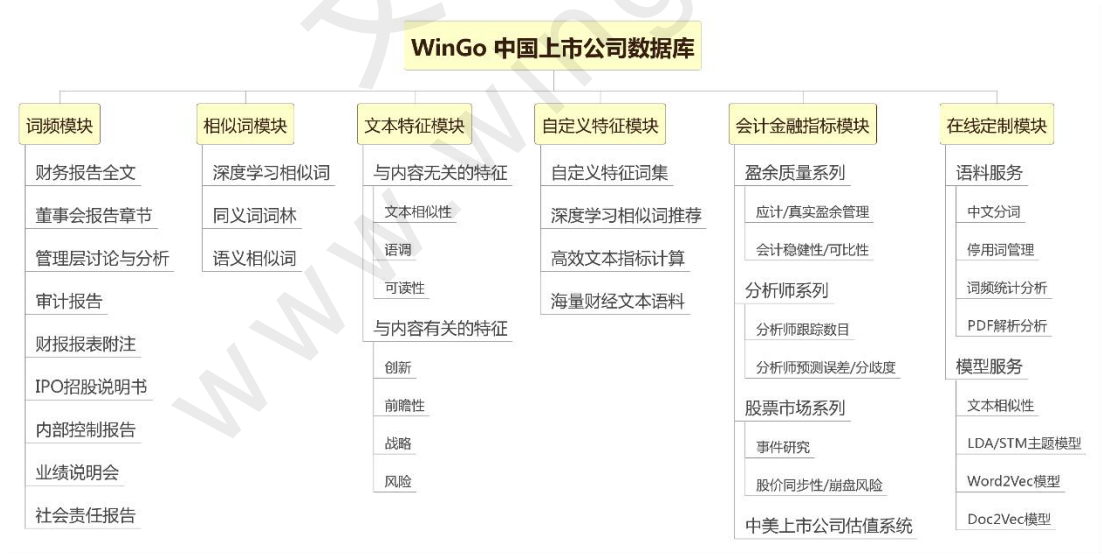 WinGo 中国上市公司数据库
词频模块
财务报告全文
董事会报告章节
管理层讨论与分析
审计报告
财报报表附注
IPO招股说明书
内部控制报告
业绩说明会
社会责任报告
相似词模块
深度学习相似词
同义词词林
语义相似词
文本特征模块
与内容无关的特征
文本相似性
语调
可读性
与内容有关的特征
创新
前瞻性
战略
风险
自定义特征模块
自定义特征词集
深度学习相似词推荐
高效文本指标计算
海量财经文本语料
会计金融指标模块
盈余质量系列
应计/真实盈余管理
会计稳健性/可比性
分析师系列
分析师跟踪数目
分析师预测误差/分歧度
股票市场系列
事件研究
股价同步性/崩盘风险
中美上市公司估值系统
在线定制模块
语料服务
中文分词
停用词管理
词频统计分析
PDF解析分析
模型服务
文本相似性
LDA/STM主题模型
Word2Vec模型
Doc2Vec模型
www.wing